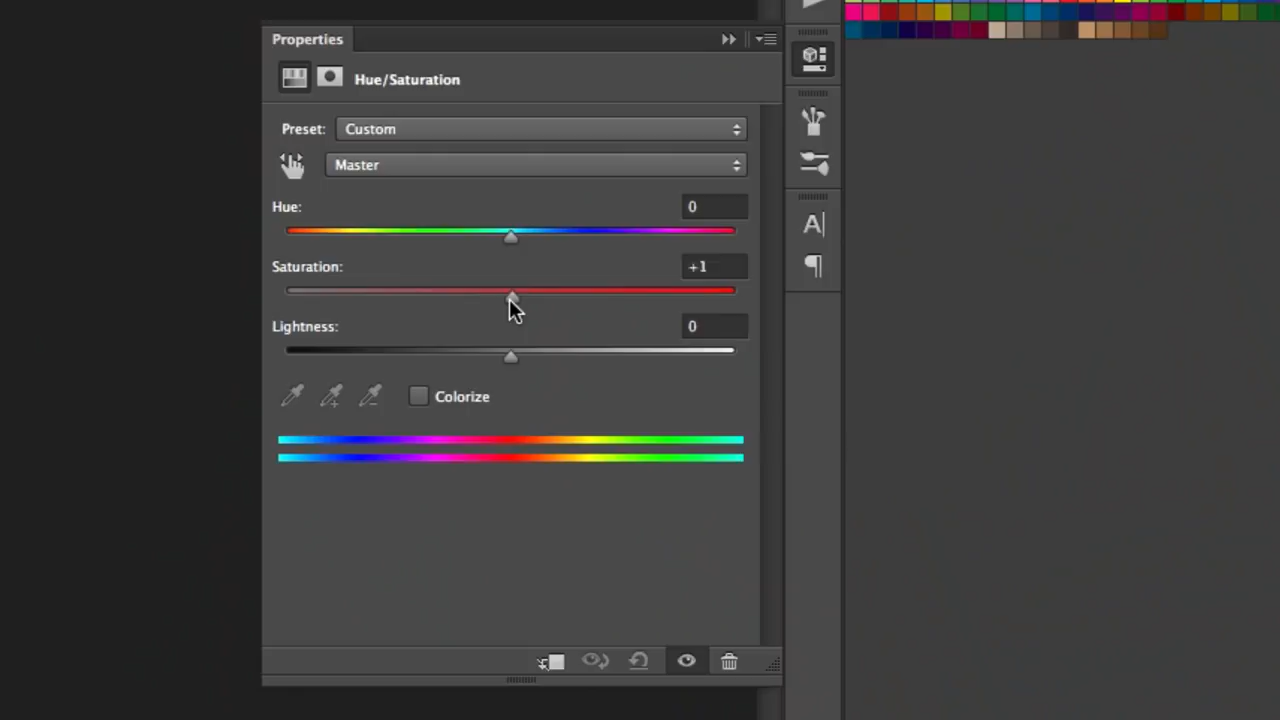 Properties
Hue/Saturation
Preset: Custom
Master
Hue: 0
Saturation: +1
Lightness: 0
Colorize
A